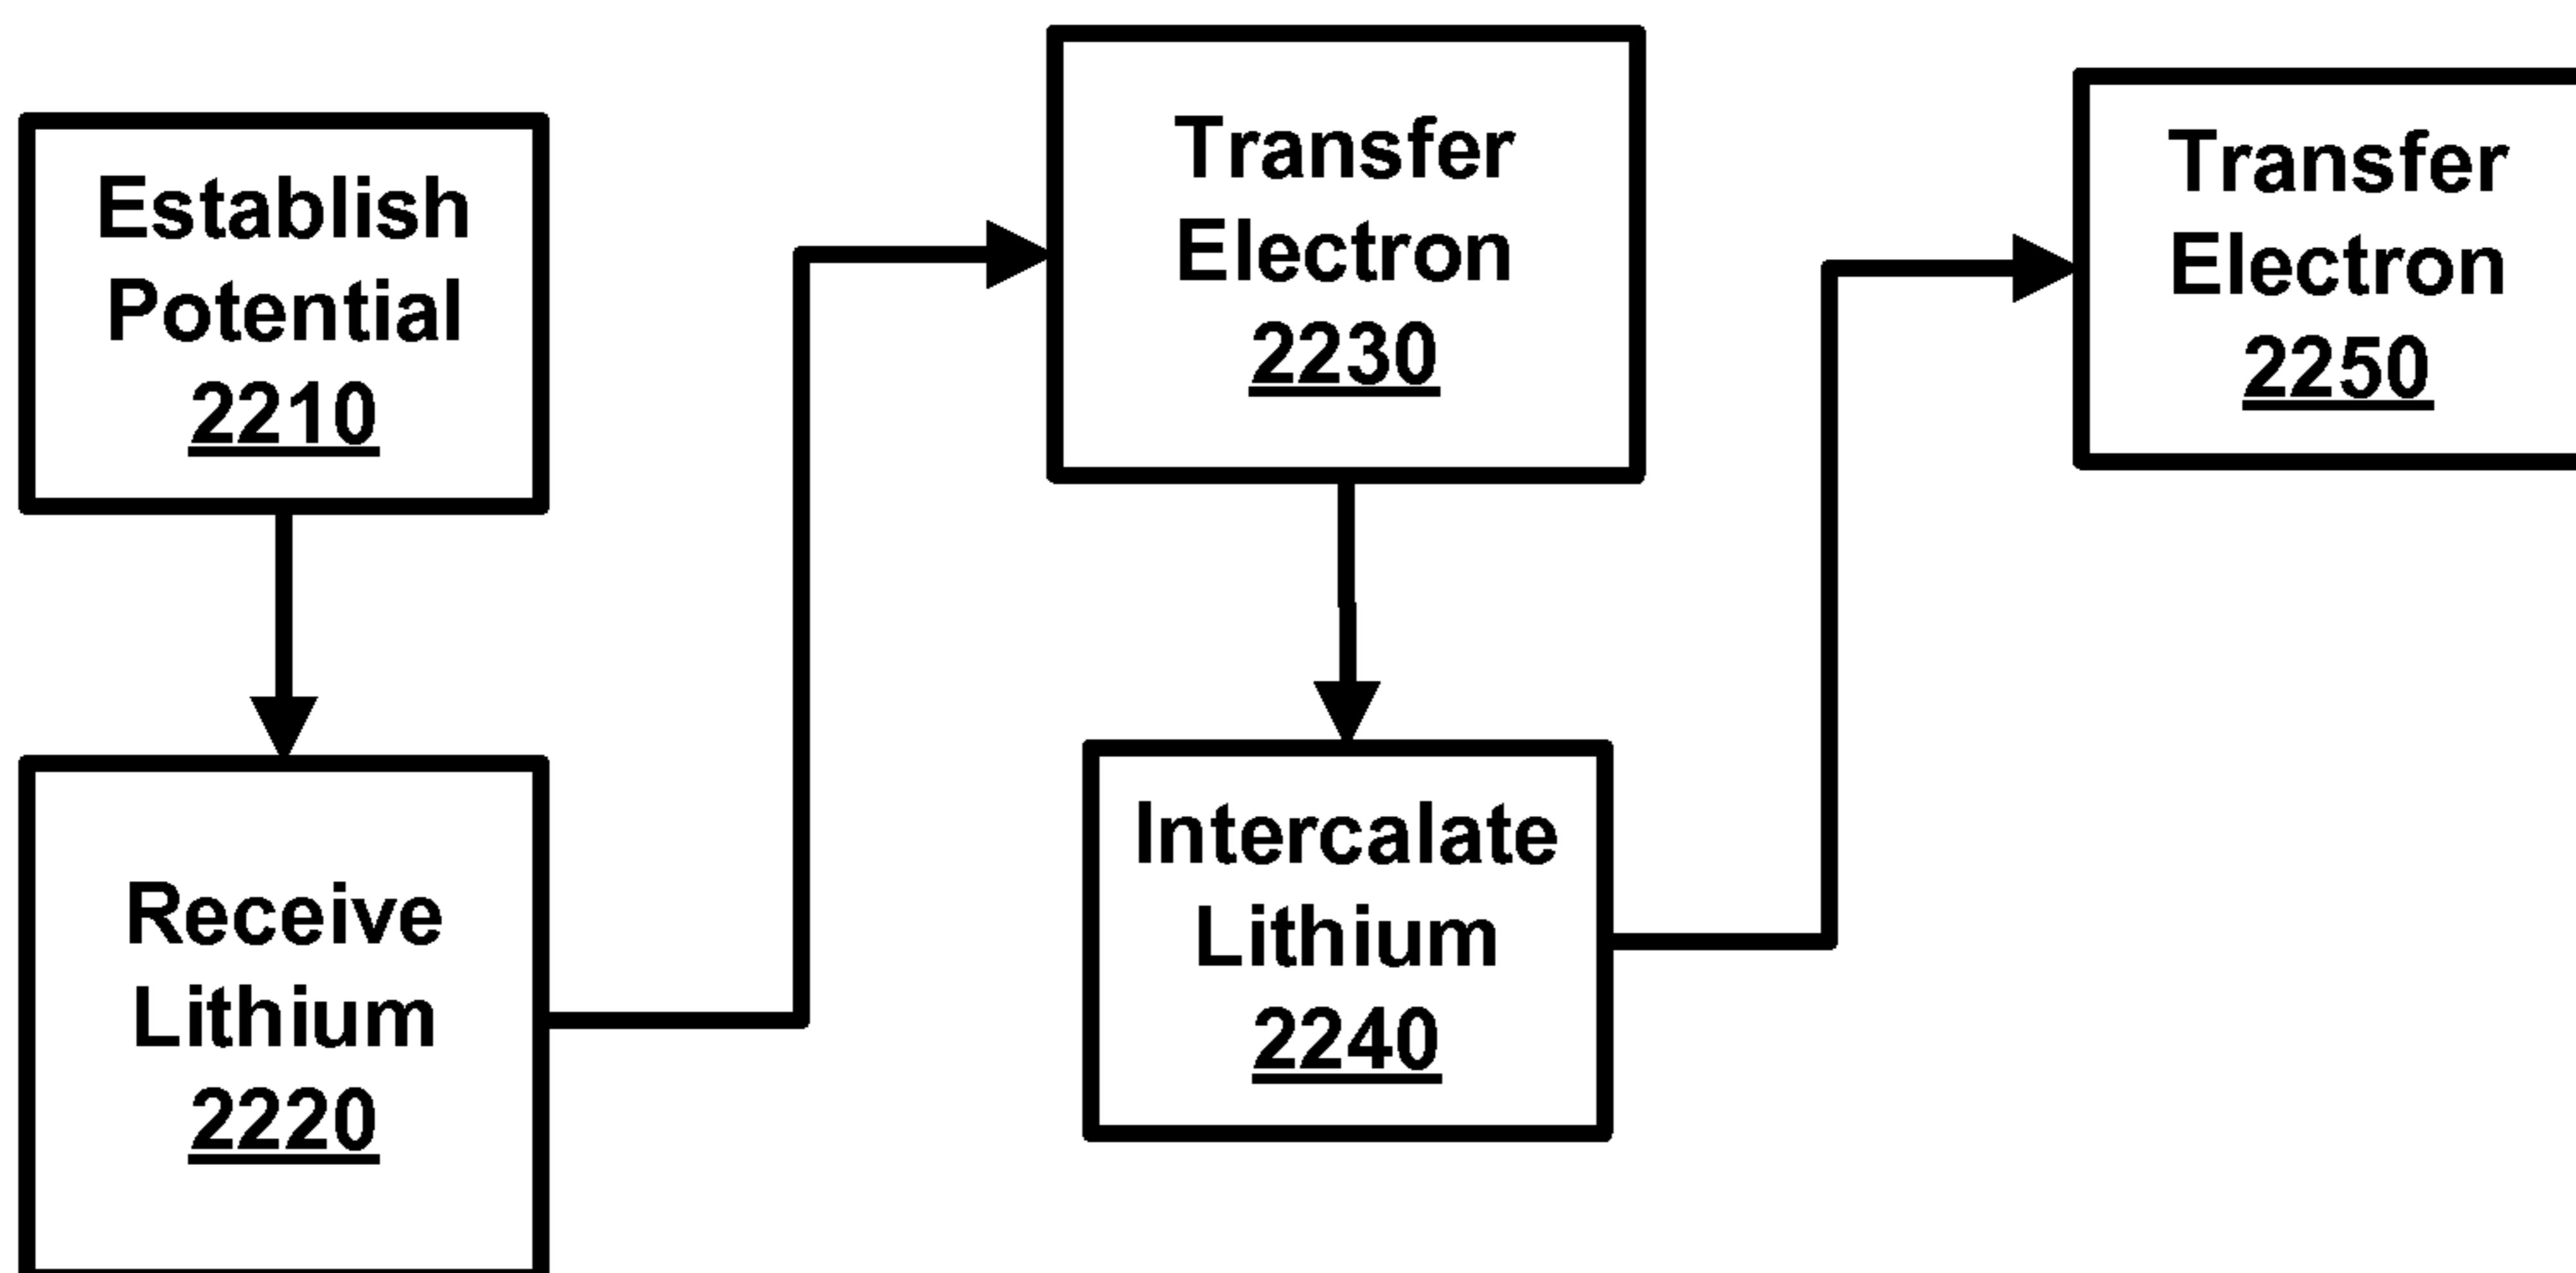 Establish
Potential
2210
Receive
Lithium
2220
Transfer
Electron
2230
Intercalate
Lithium
2240
Transfer
Electron
2250